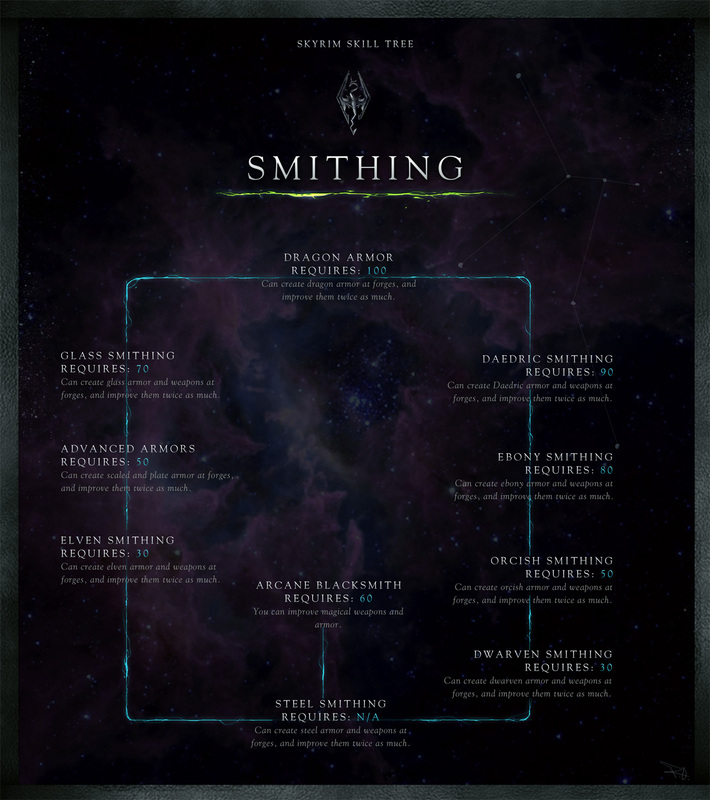 SKYRIM SKILL TREE
SMITHING
DRAGON ARMOR
REQUIRES: 100
Can create dragon armor at forges, and
improve them twice as much.
GLASS SMITHING
REQUIRES: 70
Can create glass armor and weapons at
forges, and improve them twice as much.
DAEDRIC SMITHING
REQUIRES: 90
Can create Daedric armor and weapons at
forges, and improve them twice as much.
ADVANCED ARMORS
REQUIRES: 50
Can create scaled and plate armor at forges,
and improve them twice as much.
EBONY SMITHING
REQUIRES: 80
Can create ebony armor and weapons at
forges, and improve them twice as much.
ELVEN SMITHING
REQUIRES: 30
Can create elven armor and weapons at
forges, and improve them twice as much.
ORCISH SMITHING
REQUIRES: 50
Can create orcish armor and weapons at
forges, and improve them twice as much.
ARCANE BLACKSMITH
REQUIRES: 60
You can improve magical weapons and
armor.
DWARVEN SMITHING
REQUIRES: 30
Can create dwarven armor and weapons at
forges, and improve them twice as much.
STEEL SMITHING
REQUIRES: N/A
Can create steel armor and weapons at
forges, and improve them twice as much.